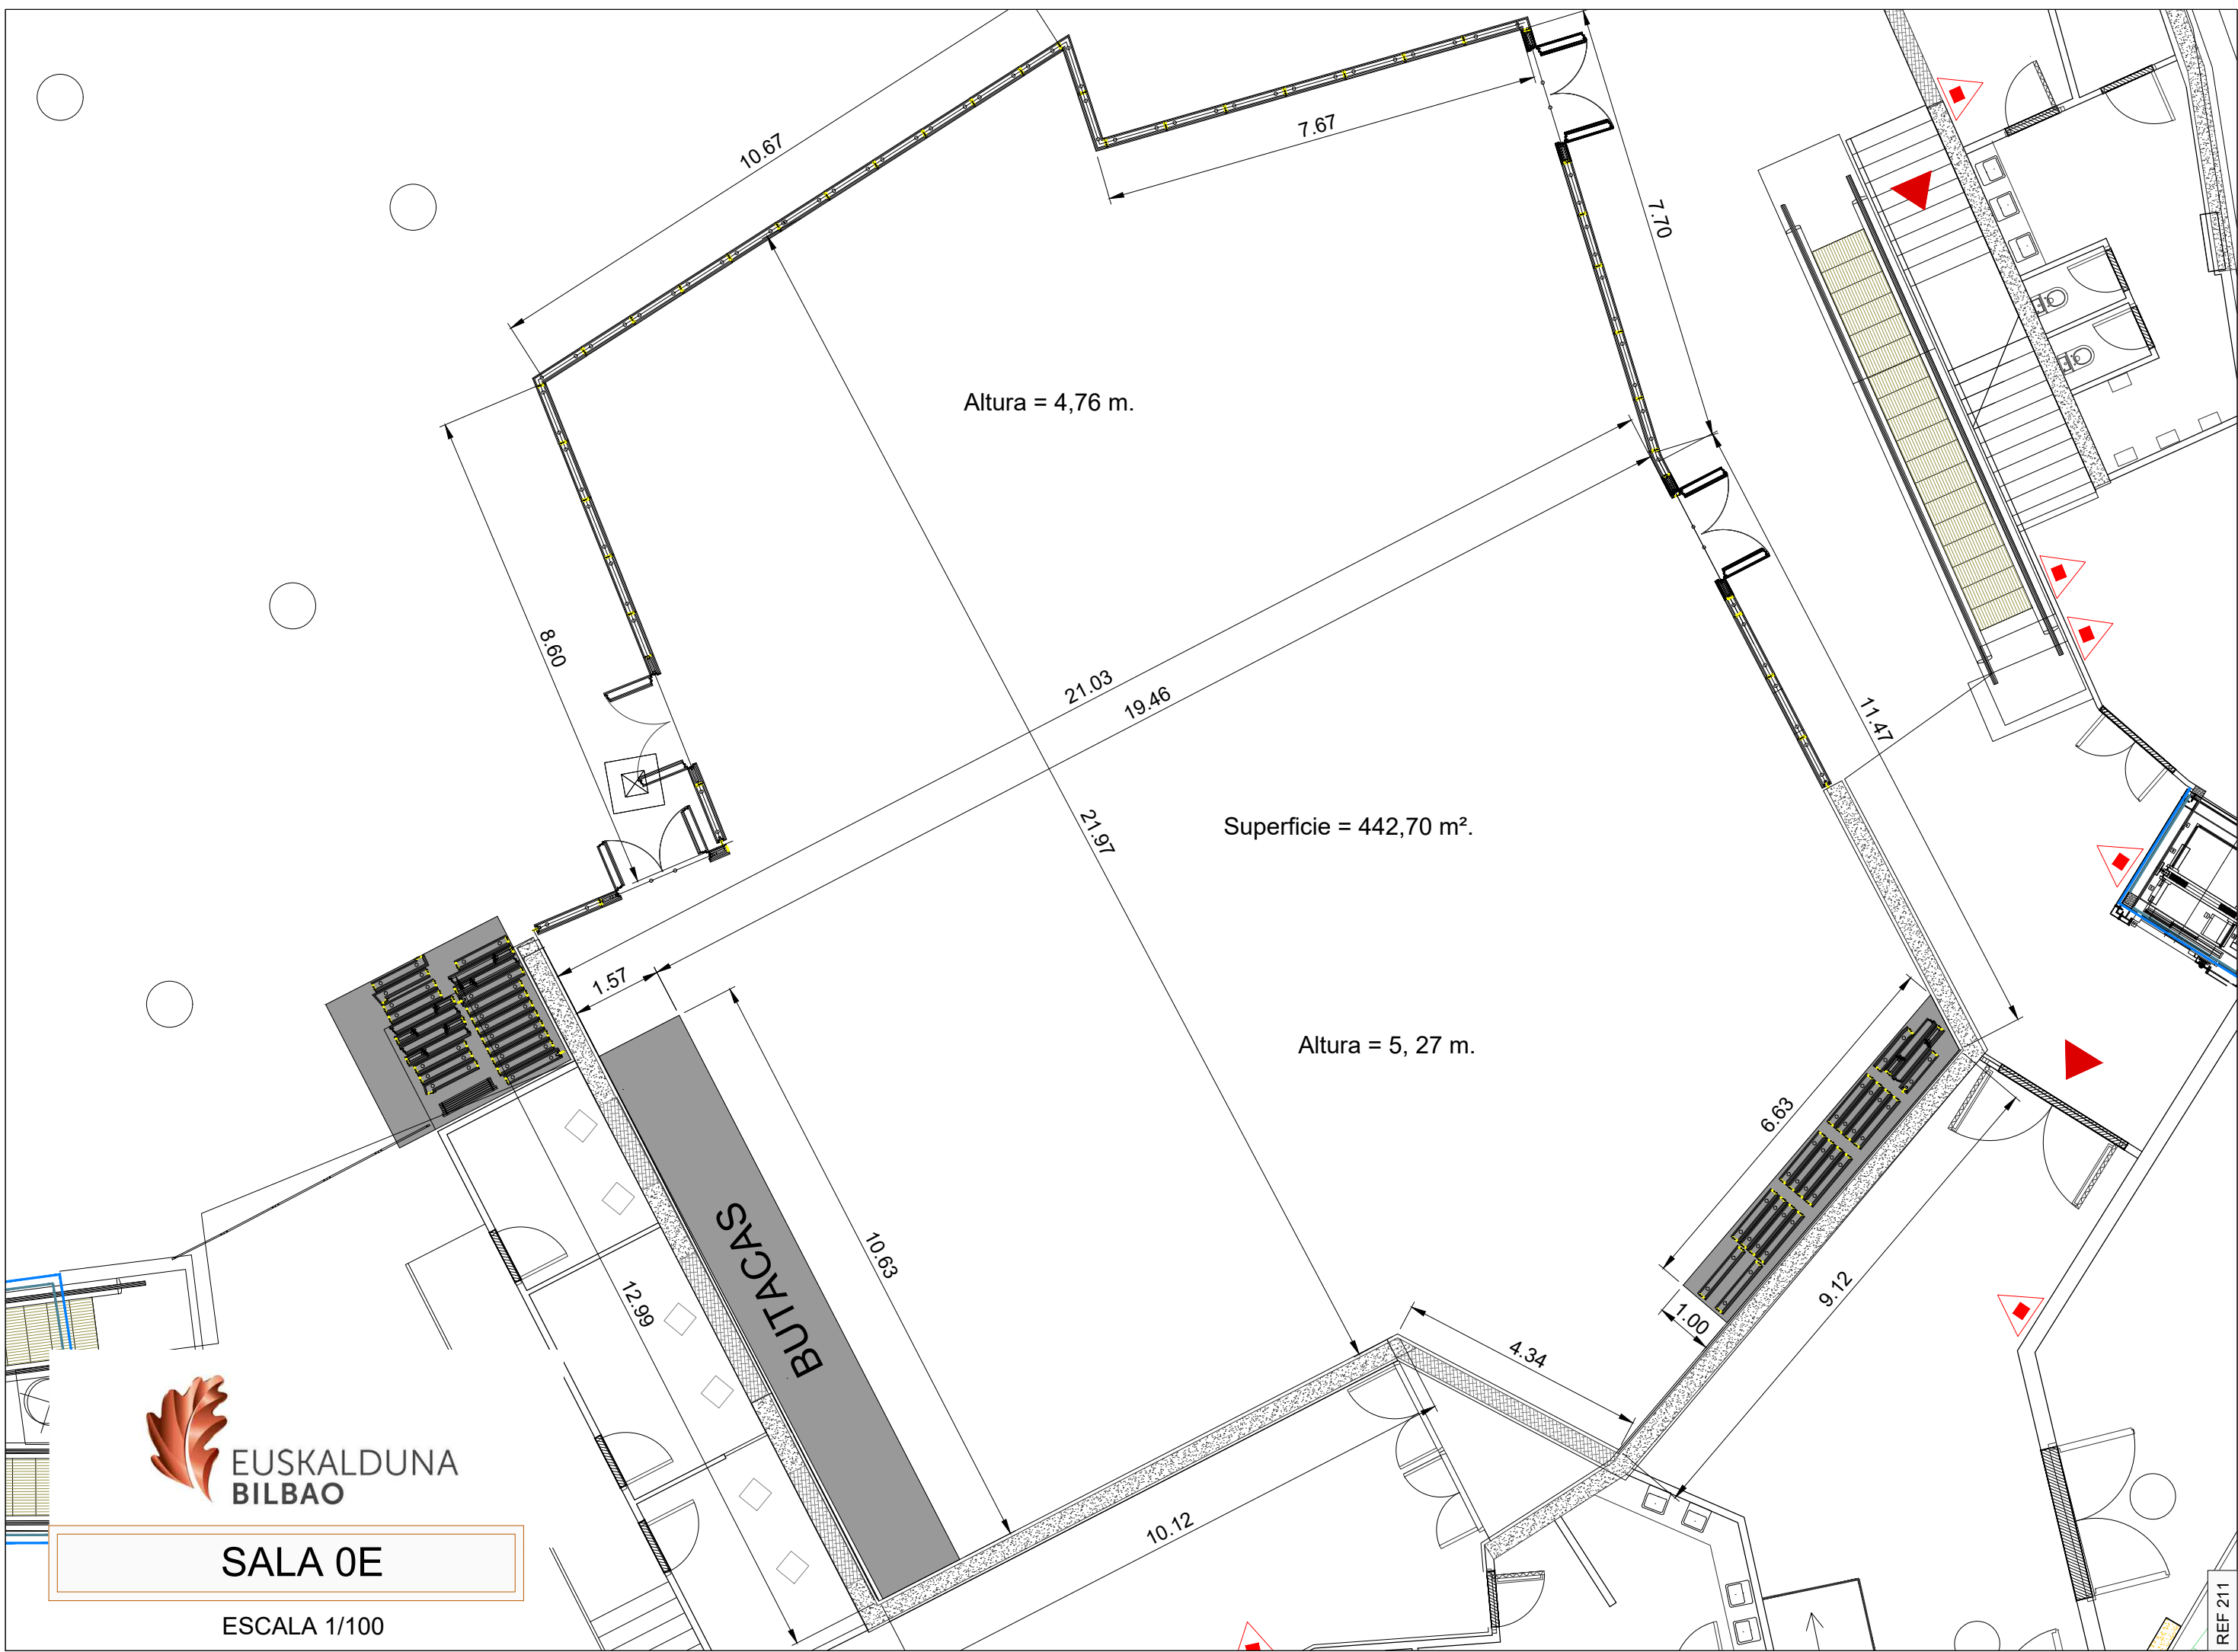 10.67
7.67
7.70
Altura = 4,76 m.
8.60
21.03
19.46
11.47
21.97
Superficie = 442,70 m².
1.57
Altura = 5, 27 m.
6.63
BUTACAS
10.63
12.99
9.12
1.00
4.34
10.12
EUSKALDUNA
BILBAO
SALA 0E
ESCALA 1/100
REF 211